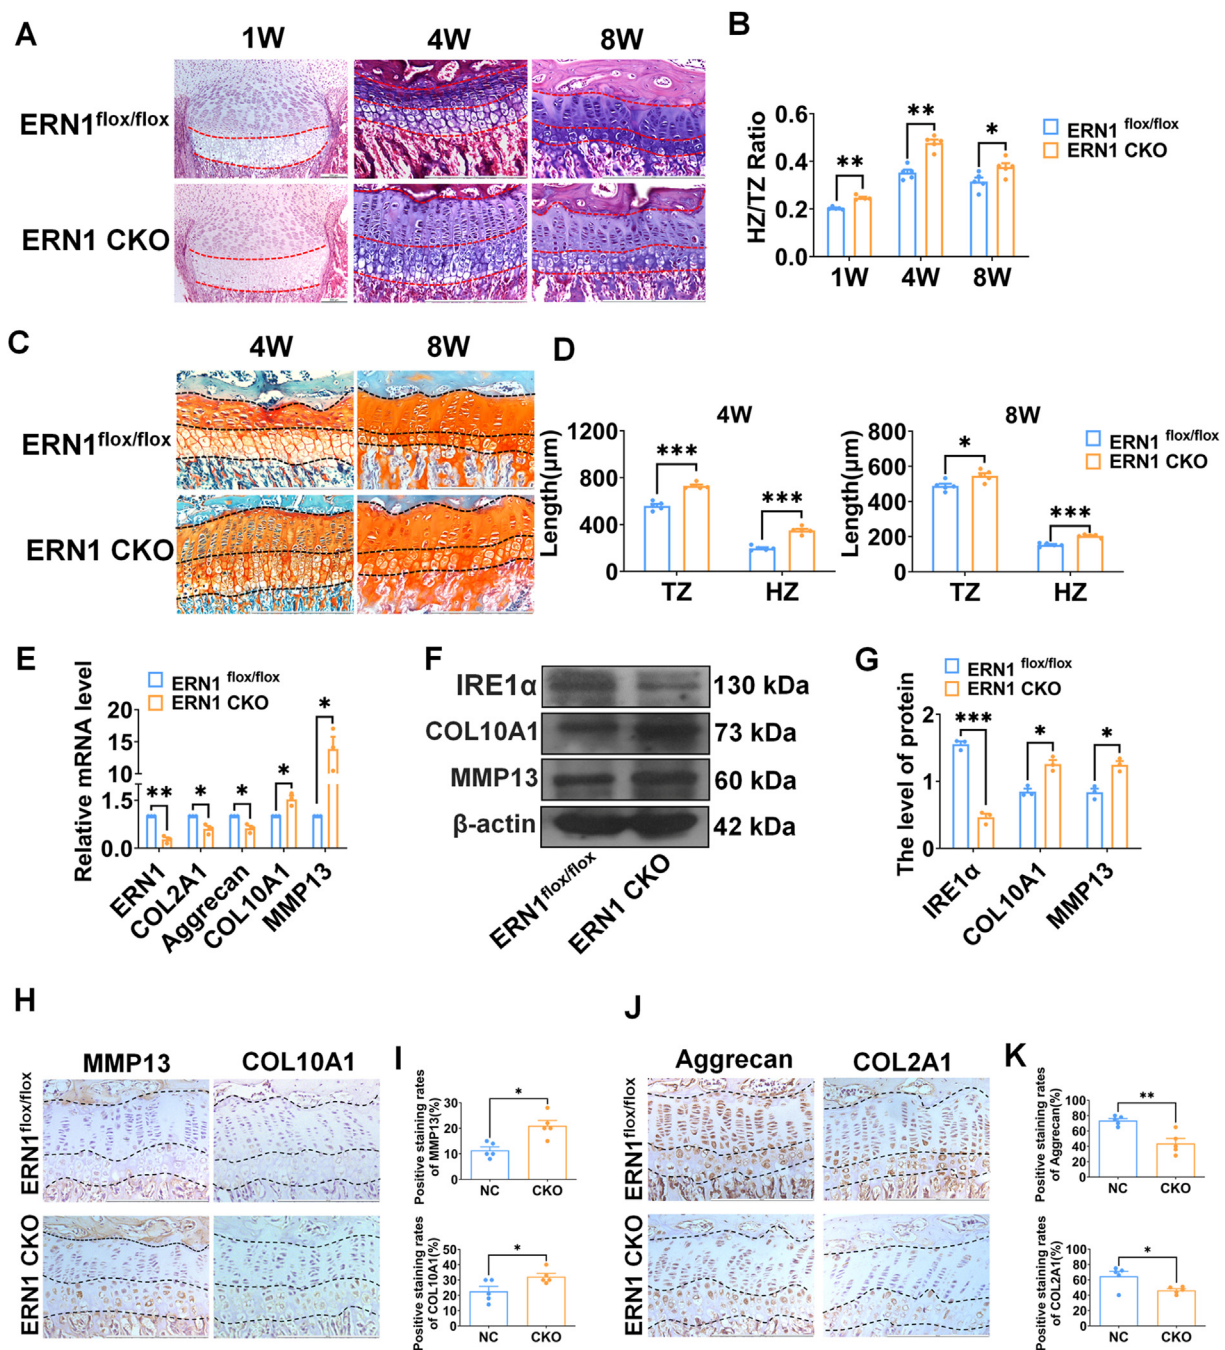 A
1W
4W
8W
ERN1flox/flox
ERN1 CKO
B
HZ/TZ Ratio
0.6
0.4
0.2
0.0
**
**
*
1W
4W
8W
ERN1 flox/flox
ERN1 CKO
C
4W
8W
ERN1flox/flox
ERN1 CKO
D
4W
Length(μm)
1200
800
400
0
***
***
TZ
HZ
8W
Length(μm)
800
600
400
200
0
*
***
TZ
HZ
ERN1 flox/flox
ERN1 CKO
E
ERN1 flox/flox
ERN1 CKO
Relative mRNA level
20
15
10
1.5
0.0
**
*
*
*
*
ERN1
COL2A1
Aggrecan
COL10A1
MMP13
F
IRE1α
130 kDa
COL10A1
73 kDa
MMP13
60 kDa
β-actin
42 kDa
ERN1flox/flox
ERN1 CKO
G
ERN1 flox/flox
ERN1 CKO
The level of protein
2
1
0
***
*
*
IRE1α
COL10A1
MMP13
H
MMP13
COL10A1
ERN1flox/flox
ERN1 CKO
I
Positive staining rates
of MMP13(%)
30
20
10
0
*
NC
CKO
Positive staining rates
of COL10A1(%)
50
40
30
20
10
0
*
NC
CKO
J
Aggrecan
COL2A1
ERN1flox/flox
ERN1 CKO
K
Positive staining rates
of Aggrecan(%)
100
80
60
40
20
0
**
NC
CKO
Positive staining rates
of COL2A1(%)
100
80
60
40
20
0
*
NC
CKO